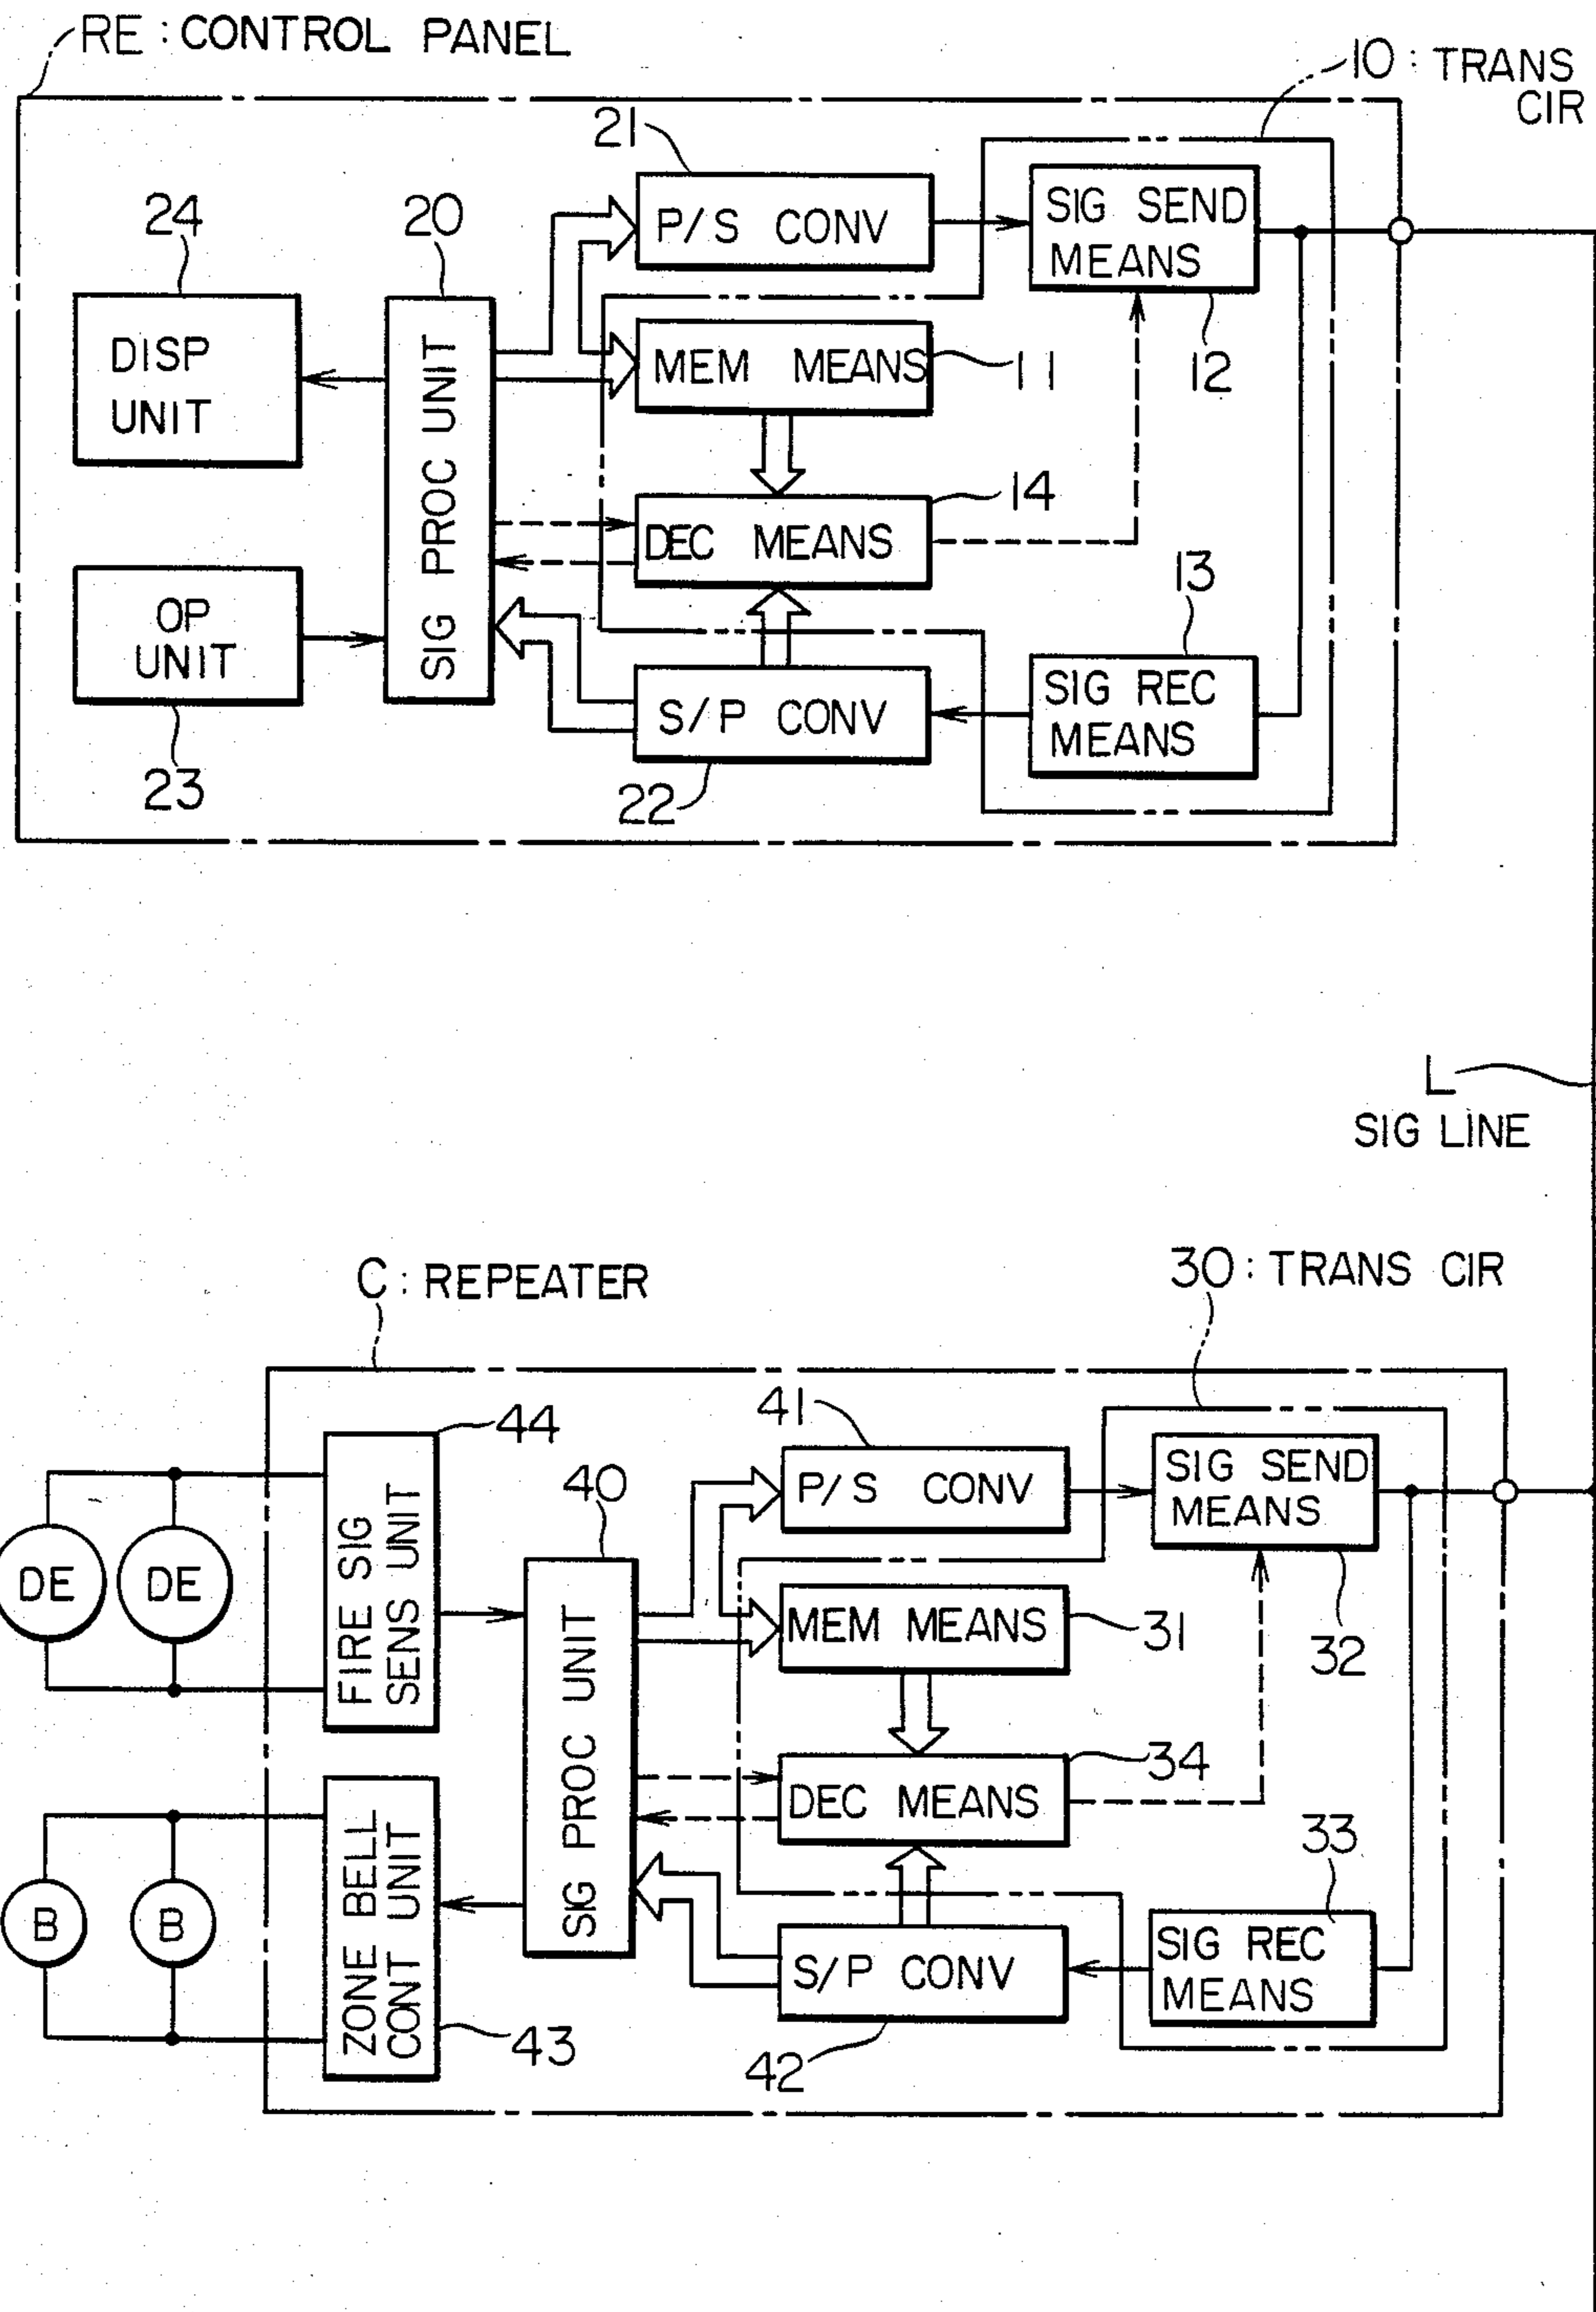 RE : CONTROL PANEL
10 : TRANS
CIR
21
24
20
P/S CONV
SIG SEND
MEANS
DISP
UNIT
SIG PROC UNIT
MEM MEANS
11
12
14
DEC MEANS
13
OP
UNIT
SIG REC
MEANS
S/P CONV
23
22
L
SIG LINE
C : REPEATER
30 : TRANS CIR
41
44
40
P/S CONV
SIG SEND
MEANS
FIRE SIG
SENS UNIT
DE
DE
SIG PROC UNIT
MEM MEANS
31
32
34
DEC MEANS
33
ZONE BELL
CONT UNIT
B
B
SIG REC
MEANS
S/P CONV
43
42